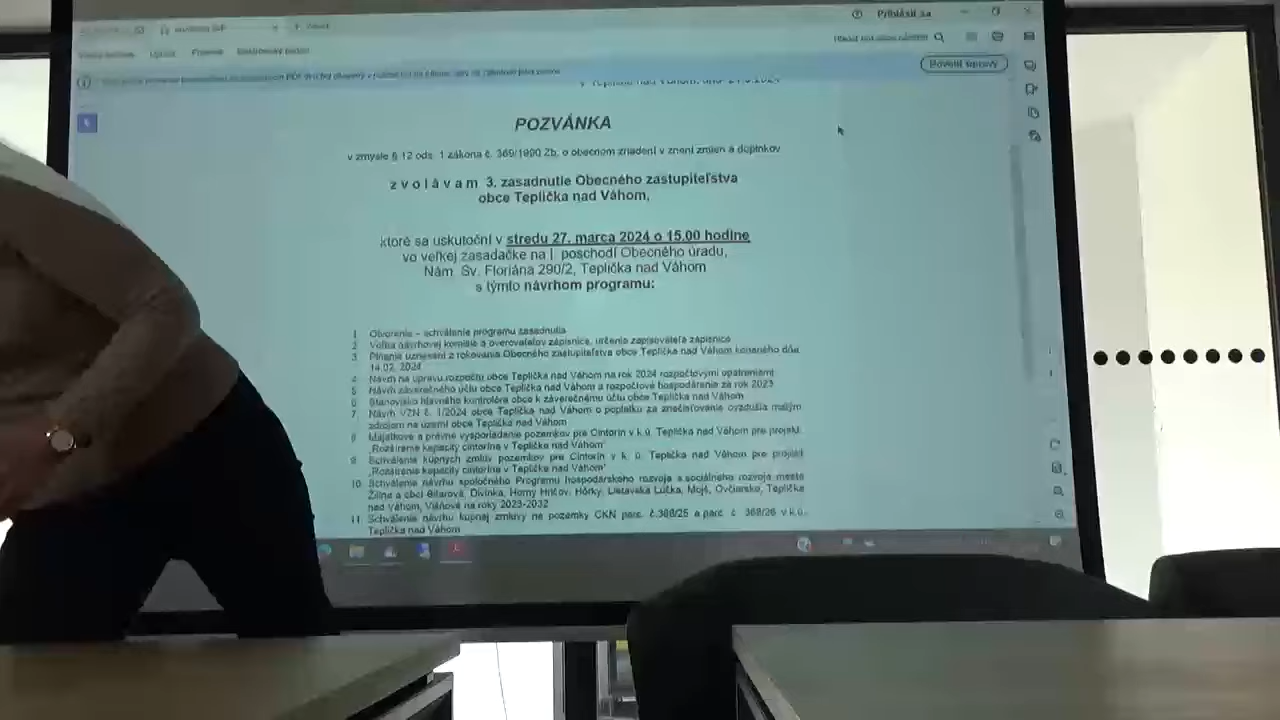 Prihlásiť sa
Povoliť úpravy
POZVÁNKA
v zmysle § 12 ods. 1 zákona č. 369/1990 Zb. o obecnom zriadení v znení zmien a doplnkov
z v o l á v a m 3. zasadnutie Obecného zastupiteľstva
obce Teplička nad Váhom,
ktoré sa uskutoční v stredu 27. marca 2024 o 15.00 hodine
vo veľkej zasadačke na I. poschodí Obecného úradu,
Nám. Sv. Floriána 290/2, Teplička nad Váhom
s týmto návrhom programu:
1 Otvorenie – schválenie programu zasadnutia
2 Voľba návrhovej komisie a overovateľov zápisnice, určenie zapisovateľa zápisnice
3 Plnenie uznesení z rokovania Obecného zastupiteľstva obce Teplička nad Váhom konaného dňa
14.02. 2024
4 Návrh na úpravu rozpočtu obce Teplička nad Váhom na rok 2024 rozpočtovými opatreniami
5 Návrh záverečného účtu obce Teplička nad Váhom a rozpočtové hospodárenie za rok 2023
6 Stanovisko hlavného kontrolóra obce k záverečnému účtu obce Teplička nad Váhom
7 Návrh VZN č. 1/2024 obce Teplička nad Váhom o poplatku za znečisťovanie ovzdušia malým
zdrojom na území obce Teplička nad Váhom
8 Majetkové a právne vysporiadanie pozemkov pre Cintorín v k.ú. Teplička nad Váhom pre projekt
„Rozšírenie kapacity cintorína v Tepličke nad Váhom"
9 Schválenie kúpnych zmlúv pozemkov pre Cintorín v k. ú. Teplička nad Váhom pre projekt
„Rozšírenie kapacity cintorína v Tepličke nad Váhom"
10 Schválenie návrhu spoločného Programu hospodárskeho rozvoja a sociálneho rozvoja mesta
Žilina a obcí Bitarová, Divinka, Horný Hričov, Hôrky, Lietavská Lúčka, Mojš, Ovčiarsko, Teplička
nad Váhom, Višňové na roky 2023-2032
11 Schválenie návrhu kúpnej zmluvy na pozemky CKN parc. č.368/25 a parc. č. 368/26 v k.ú.
Teplička nad Váhom